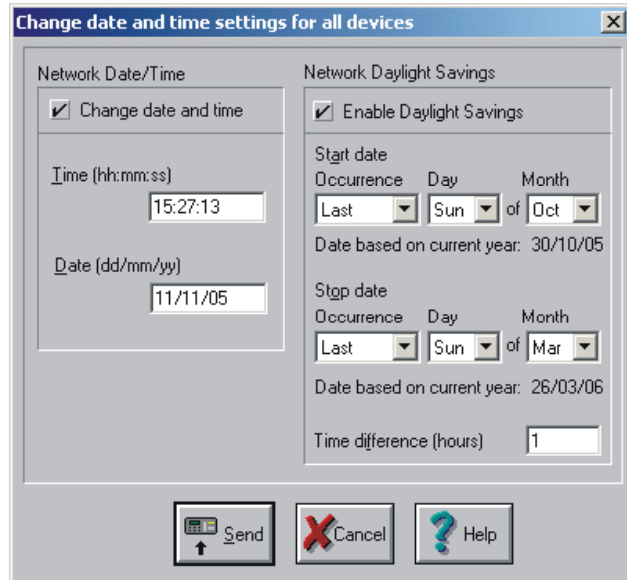 Change date and time settings for all devices
Network Date/Time
Change date and time
Time (hh:mm:ss)
15:27:13
Date (dd/mm/yy)
11/11/05
Network Daylight Savings
Enable Daylight Savings
Start date
Occurrence Day Month
Last Sun of Oct
Date based on current year: 30/10/05
Stop date
Occurrence Day Month
Last Sun of Mar
Date based on current year: 26/03/06
Time difference (hours) 1
Send Cancel Help